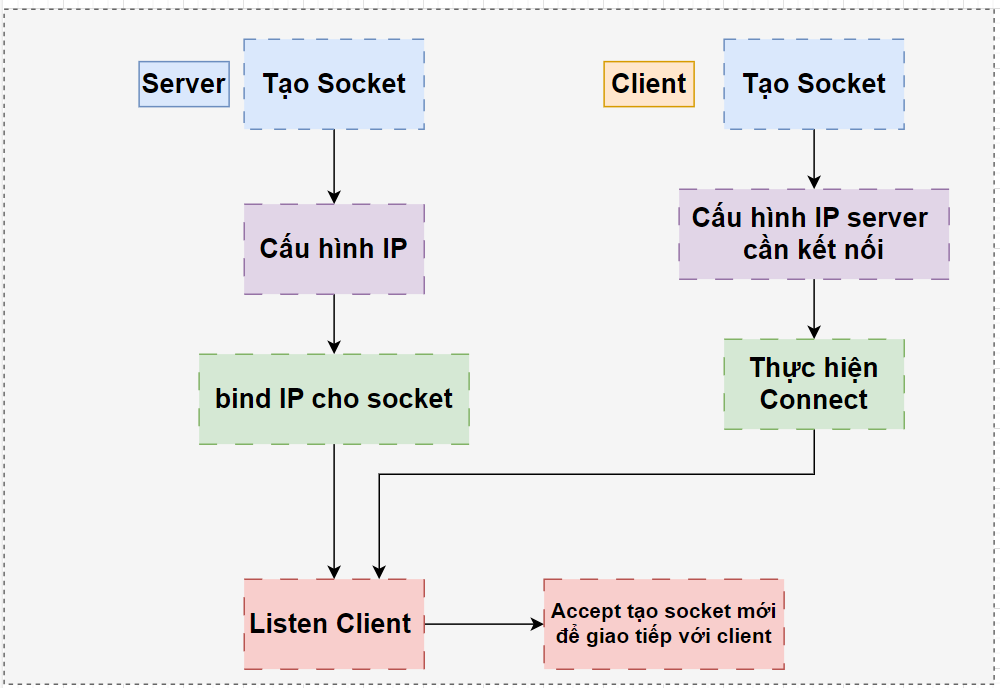 Server
Tạo Socket
Client
Tạo Socket
Cấu hình IP
Cấu hình IP server
cần kết nối
bind IP cho socket
Thực hiện
Connect
Listen Client
Accept tạo socket mới
để giao tiếp với client